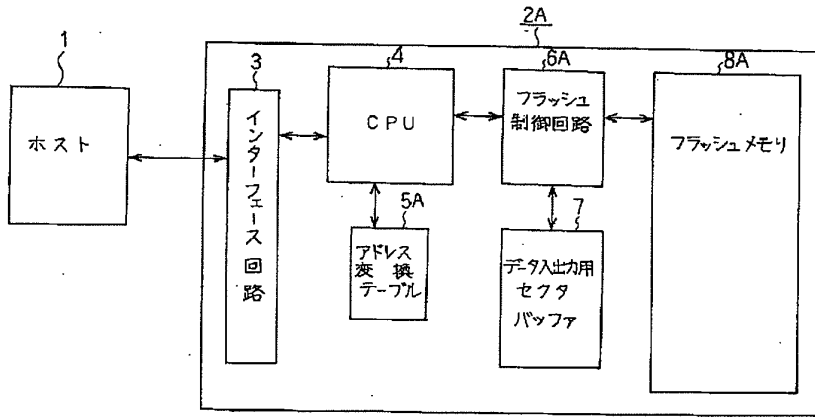 2A
1
ホスト
3
インターフェース回路
4
CPU
5A
アドレス
変換
テーブル
6A
フラッシュ
制御回路
7
データ入出力用
セクタ
バッファ
8A
フラッシュメモリ